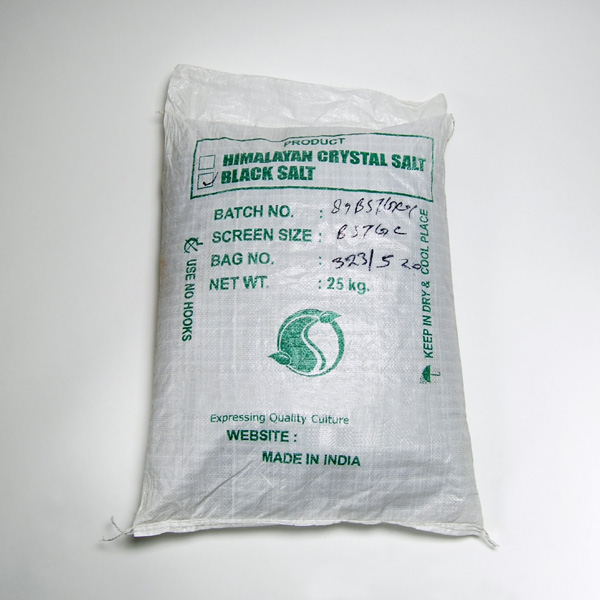 PRODUCT
HIMALAYAN CRYSTAL SALT
BLACK SALT
BATCH NO. :
SCREEN SIZE :
BAG NO. : 323/520
NET WT. : 25 kg.
USE NO HOOKS
KEEP IN DRY & COOL PLACE
Expressing Quality Culture
WEBSITE :
MADE IN INDIA